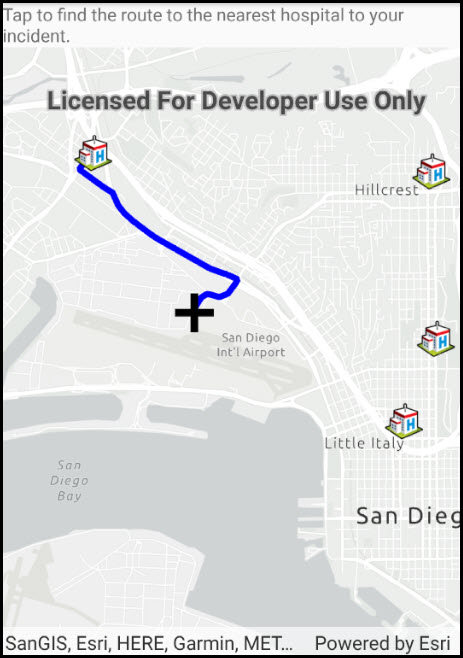 Tap to find the route to the nearest hospital to your
incident.
Licensed For Developer Use Only
H
H
Hillcrest
San Diego
Int'l Airport
H
H
Little Italy
San
Diego
Bay
San Dieg
SanGIS, Esri, HERE, Garmin, MET... Powered by Esri